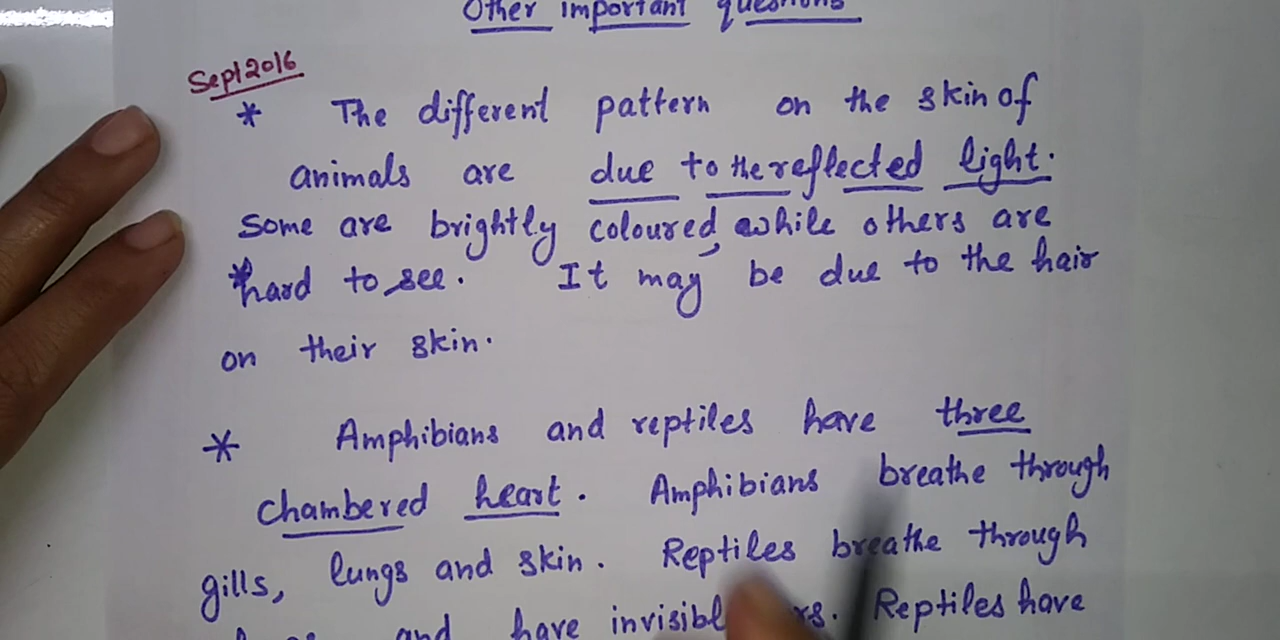 Other important questions
Sept 2016
* The different pattern on the skin of
animals are due to the reflected light.
Some are brightly coloured, while others are
*hard to see. It may be due to the hair
on their skin.
* Amphibians and reptiles have three
chambered heart. Amphibians breathe through
gills, lungs and skin. Reptiles breathe through
and have Reptiles have